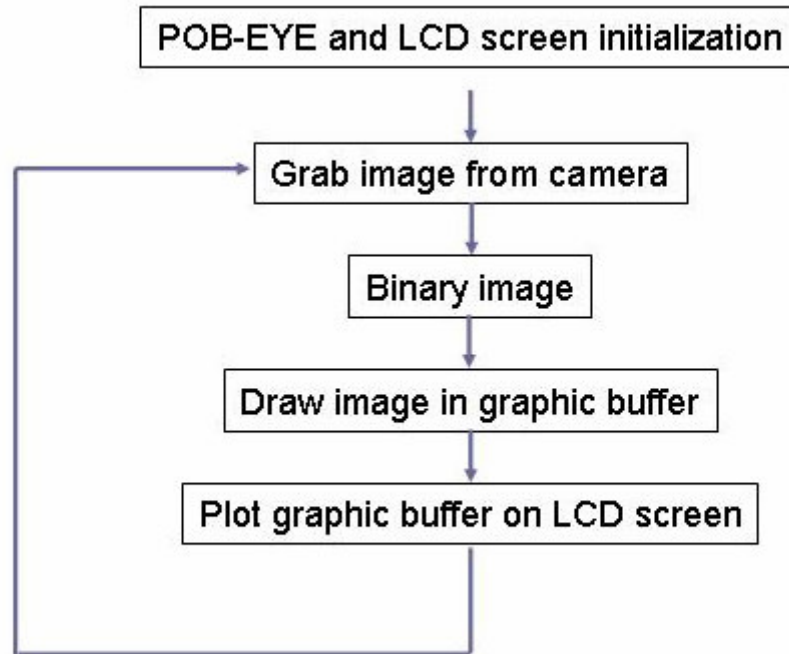 POB-EYE and LCD screen initialization
Grab image from camera
Binary image
Draw image in graphic buffer
Plot graphic buffer on LCD screen